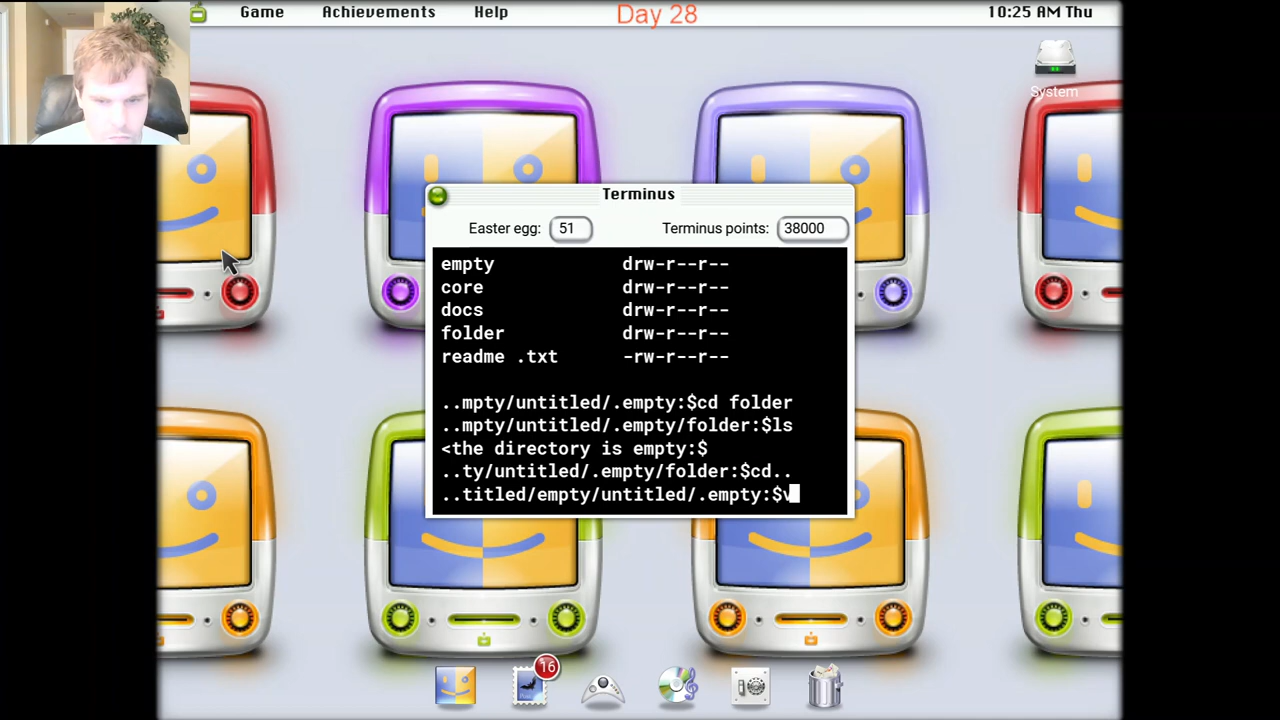 Game Achievements Help Day 28 10:25 AM Thu
System
Terminus
Easter egg: 51 Terminus points: 38000
empty drw-r--r--
core drw-r--r--
docs drw-r--r--
folder drw-r--r--
readme .txt -rw-r--r--
..mpty/untitled/.empty:$cd folder
..mpty/untitled/.empty/folder:$ls
<the directory is empty:$
..ty/untitled/.empty/folder:$cd..
..titled/empty/untitled/.empty:$v
16